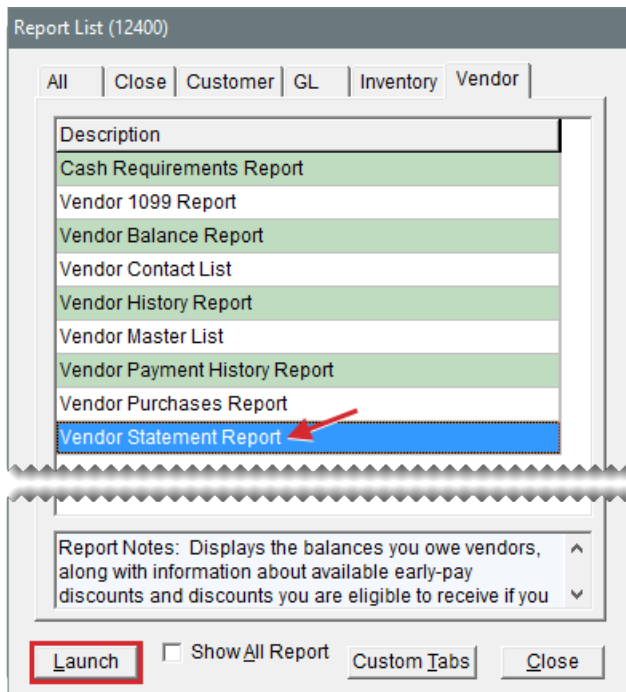 Report List (12400)
All Close Customer GL Inventory Vendor
Description
Cash Requirements Report
Vendor 1099 Report
Vendor Balance Report
Vendor Contact List
Vendor History Report
Vendor Master List
Vendor Payment History Report
Vendor Purchases Report
Vendor Statement Report
Report Notes: Displays the balances you owe vendors,
along with information about available early-pay
discounts and discounts you are eligible to receive if you
Launch Show All Report Custom Tabs Close